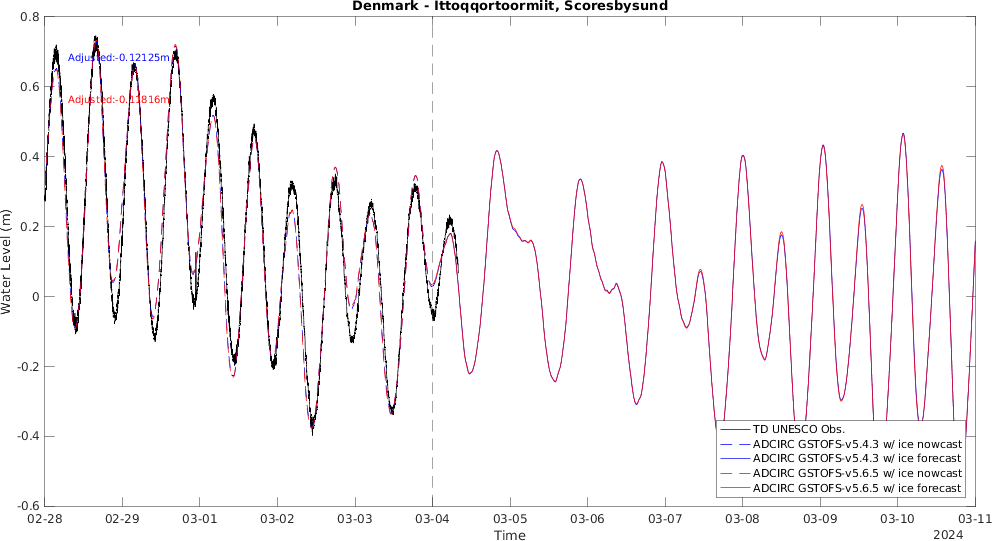 Denmark - Ittoqqortoormiit, Scoresbysund
0.8
0.6
0.4
0.2
0
-0.2
-0.4
-0.6
Water Level (m)
Adjusted:-0.12125m
Adjusted:-0.11816m
TD UNESCO Obs.
ADCIRC GSTOFS-v5.4.3 w/ ice nowcast
ADCIRC GSTOFS-v5.4.3 w/ ice forecast
ADCIRC GSTOFS-v5.6.5 w/ ice nowcast
ADCIRC GSTOFS-v5.6.5 w/ ice forecast
02-28 02-29 03-01 03-02 03-03 03-04 03-05 03-06 03-07 03-08 03-09 03-10 03-11
Time
2024